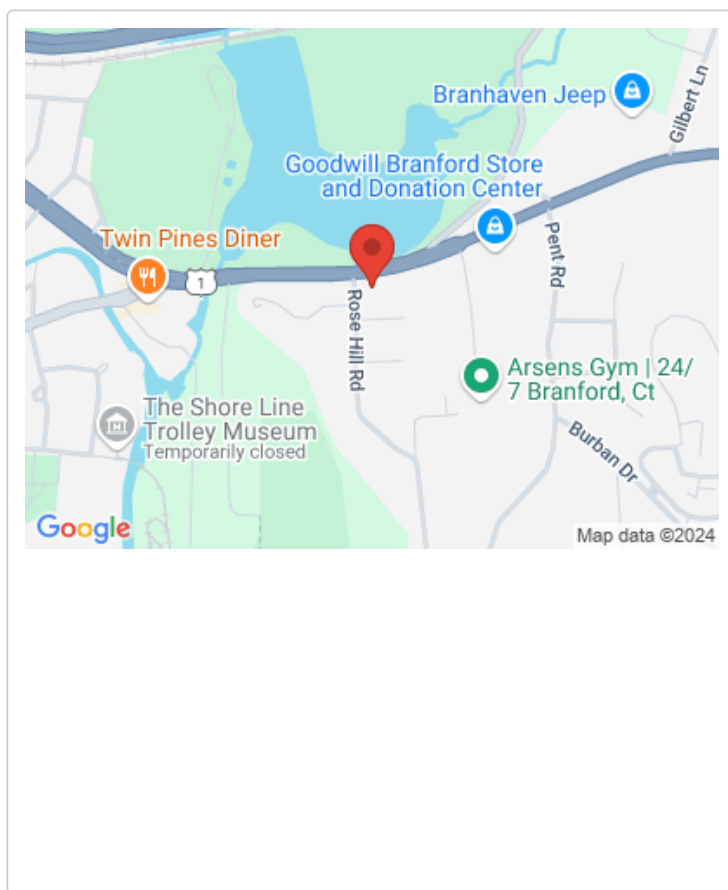 Branhaven Jeep
Gilbert Ln
Goodwill Branford Store
and Donation Center
Twin Pines Diner
1
Pent Rd
Rose Hill Rd
Arsens Gym | 24/
7 Branford, Ct
The Shore Line
Trolley Museum
Temporarily closed
Burban Dr
Google
Map data ©2024